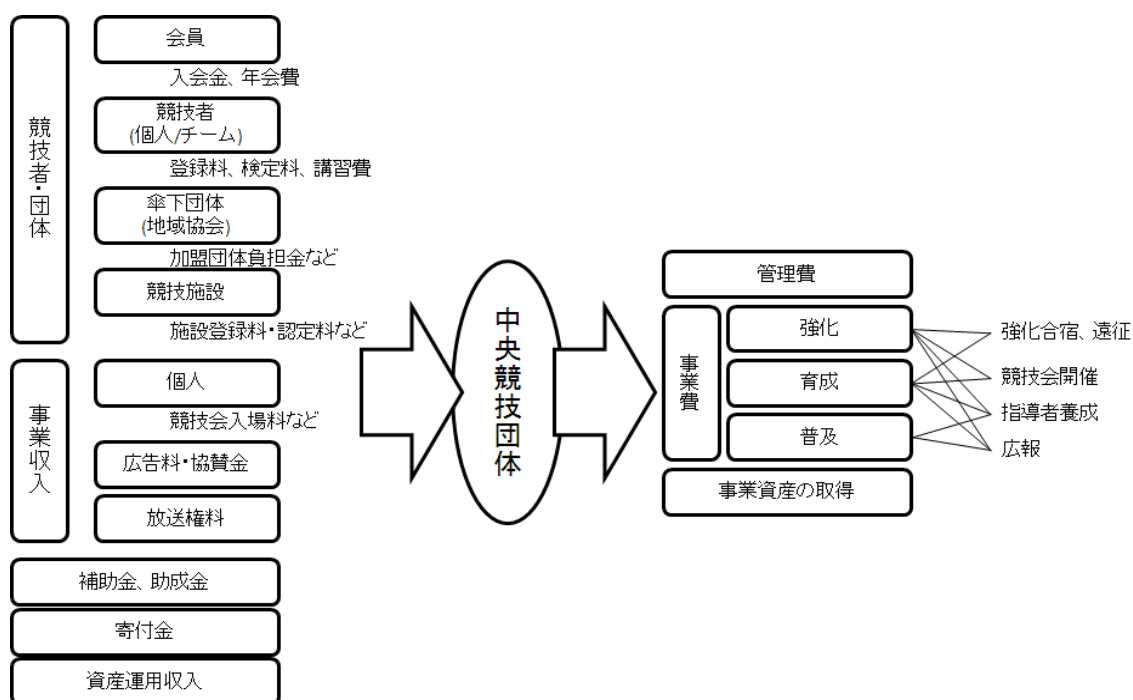 競技者・団体
会員
入会金、年会費
競技者
(個人/チーム)
登録料、検定料、講習費
傘下団体
(地域協会)
加盟団体負担金など
競技施設
施設登録料・認定料など
事業収入
個人
競技会入場料など
広告料・協賛金
放送権料
補助金、助成金
寄付金
資産運用収入
中央競技団体
管理費
事業費
強化
育成
普及
事業資産の取得
強化合宿、遠征
競技会開催
指導者養成
広報